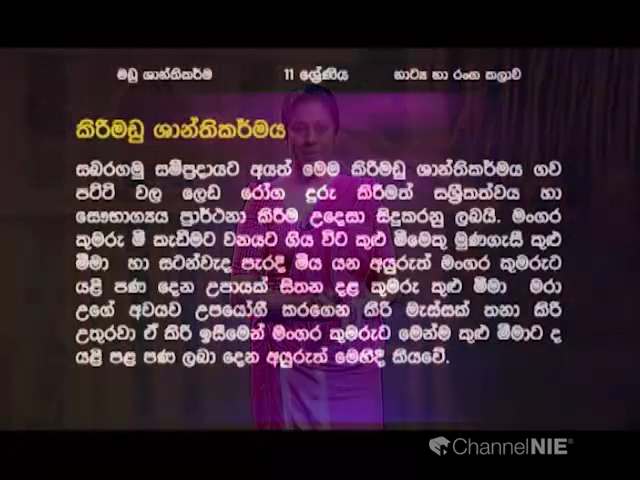 මඩු ශාන්තිකර්ම 11 ශ්‍රේණිය නාට්‍ය හා රංග කලාව
කිරිමඩු ශාන්තිකර්මය
සබරගමු සම්ප්‍රදායට අයත් මෙම කිරිමඩු ශාන්තිකර්මය ගව
පට්ටි වල ලෙඩ රෝග දුරු කිරීමත් සශ්‍රීකත්වය හා
සෞභාග්‍යය ප්‍රාර්ථනා කිරීම උදෙසා සිදුකරනු ලබයි. මංගර
කුමරු මී කැඩීමට වනයට ගිය විට කුළු මීමෙකු මුණගැසී කුළු
මීමා හා සටන්වැද පැරදී මිය යන අයුරුත් මංගර කුමරුට
යළි පණ දෙන උපායක් සිතන දළ කුමරු කුළු මීමා මරා
උගේ අවයව උපයෝගී කරගෙන කිරි මැස්සක් තනා කිරි
උතුරවා ඒ කිරි ඉසීමෙන් මංගර කුමරුට මෙන්ම කුළු මීමාට ද
යළි පළ පණ ලබා දෙන අයුරුත් මෙහිදී කියවේ.
ChannelNIE